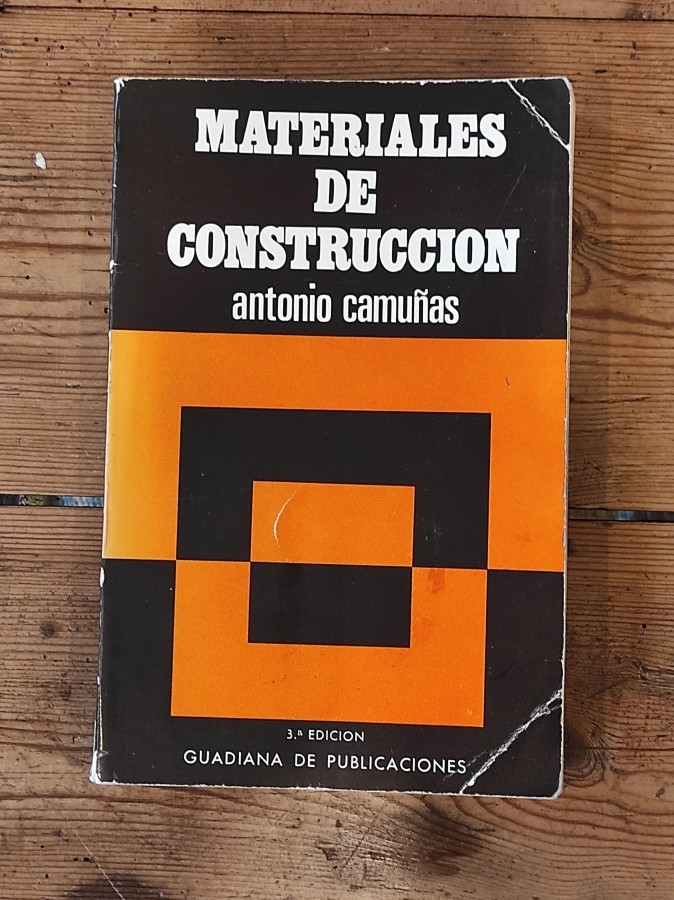 MATERIALES
DE
CONSTRUCCION
antonio camuñas
3.ª EDICION
GUADIANA DE PUBLICACIONES